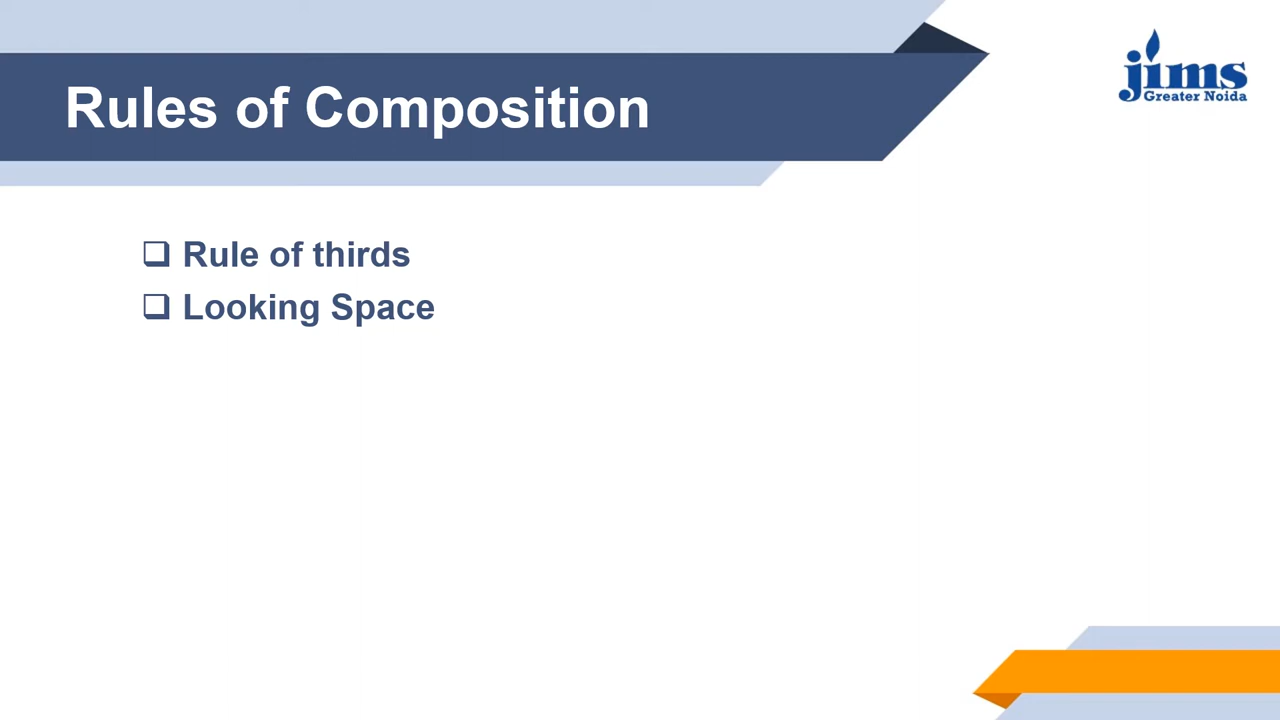 Rules of Composition
jims
Greater Noida
Rule of thirds
Looking Space